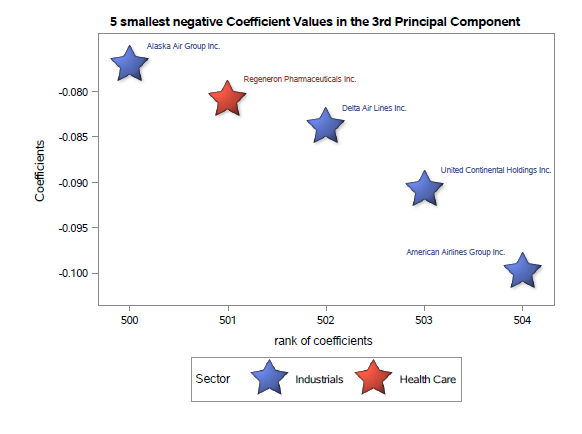 5 smallest negative Coefficient Values in the 3rd Principal Component
Alaska Air Group Inc.
Regeneron Pharmaceuticals Inc.
Delta Air Lines Inc.
United Continental Holdings Inc.
American Airlines Group Inc.
Coefficients
-0.080
-0.085
-0.090
-0.095
-0.100
500 501 502 503 504
rank of coefficients
Sector Industrials Health Care